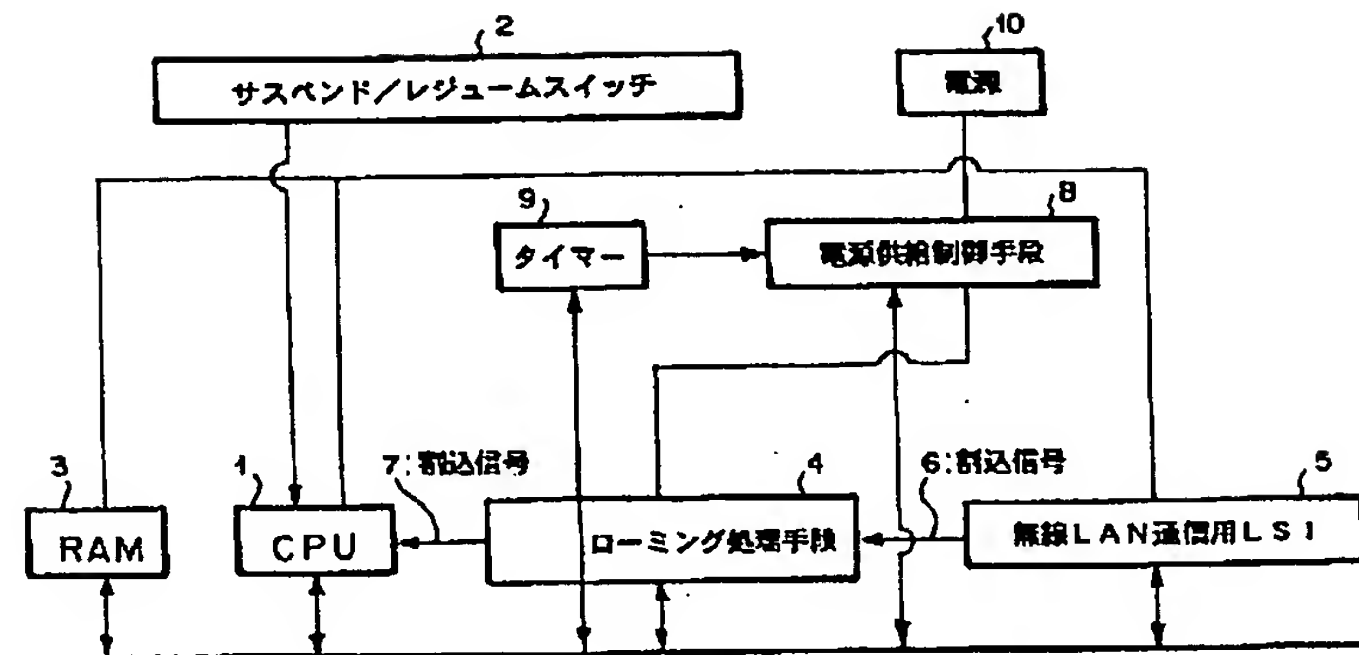 2
10
サスペンド／レジュームスイッチ
電源
9
8
タイマー
電源供給制御手段
3
1
7：割込信号
4
6：割込信号
5
RAM
CPU
ローミング処理手段
無線LAN通信用LSI